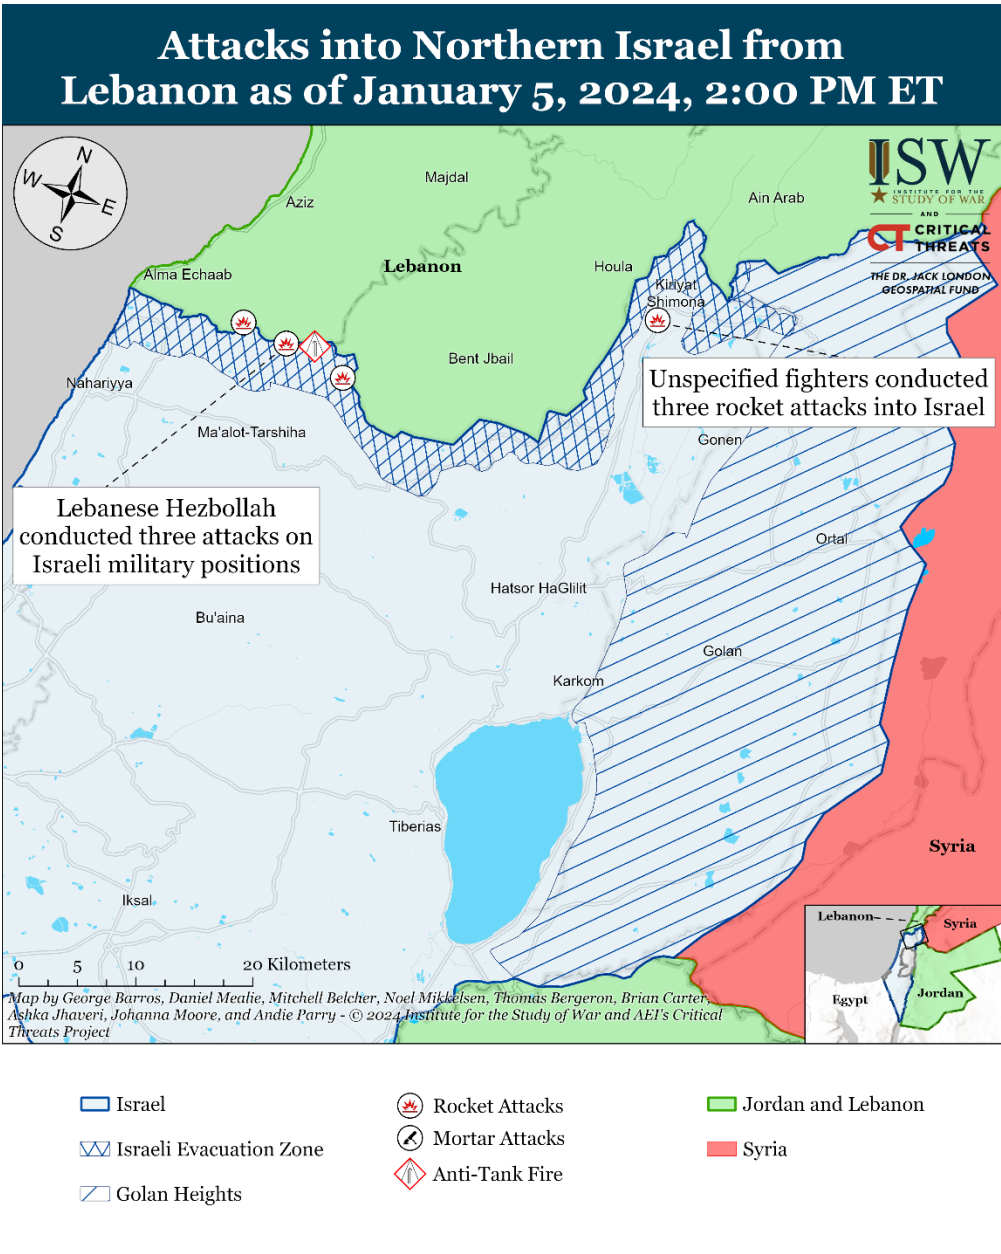 Attacks into Northern Israel from
Lebanon as of January 5, 2024, 2:00 PM ET
N
W
E
S
ISW
INSTITUTE FOR THE
STUDY OF WAR
AND
CT CRITICAL
THREATS
THE DR. JACK LONDON
GEOSPATIAL FUND
Majdal
Aziz
Ain Arab
Alma Echaab
Lebanon
Houla
Kiriyat
Shimona
Bent Jbail
Nahariyya
Unspecified fighters conducted
three rocket attacks into Israel
Ma'alot-Tarshiha
Gonen
Lebanese Hezbollah
conducted three attacks on
Israeli military positions
Ortal
Hatsor HaGlilit
Bu'aina
Golan
Karkom
Tiberias
Syria
Iksal
Lebanon
Syria
Egypt
Jordan
0 5 10 20 Kilometers
Map by George Barros, Daniel Mealie, Mitchell Belcher, Noel Mikkelsen, Thomas Bergeron, Brian Carter,
Ashka Jhaveri, Johanna Moore, and Andie Parry - © 2024 Institute for the Study of War and AEI's Critical
Threats Project
Israel
Rocket Attacks
Jordan and Lebanon
Mortar Attacks
Israeli Evacuation Zone
Syria
Anti-Tank Fire
Golan Heights